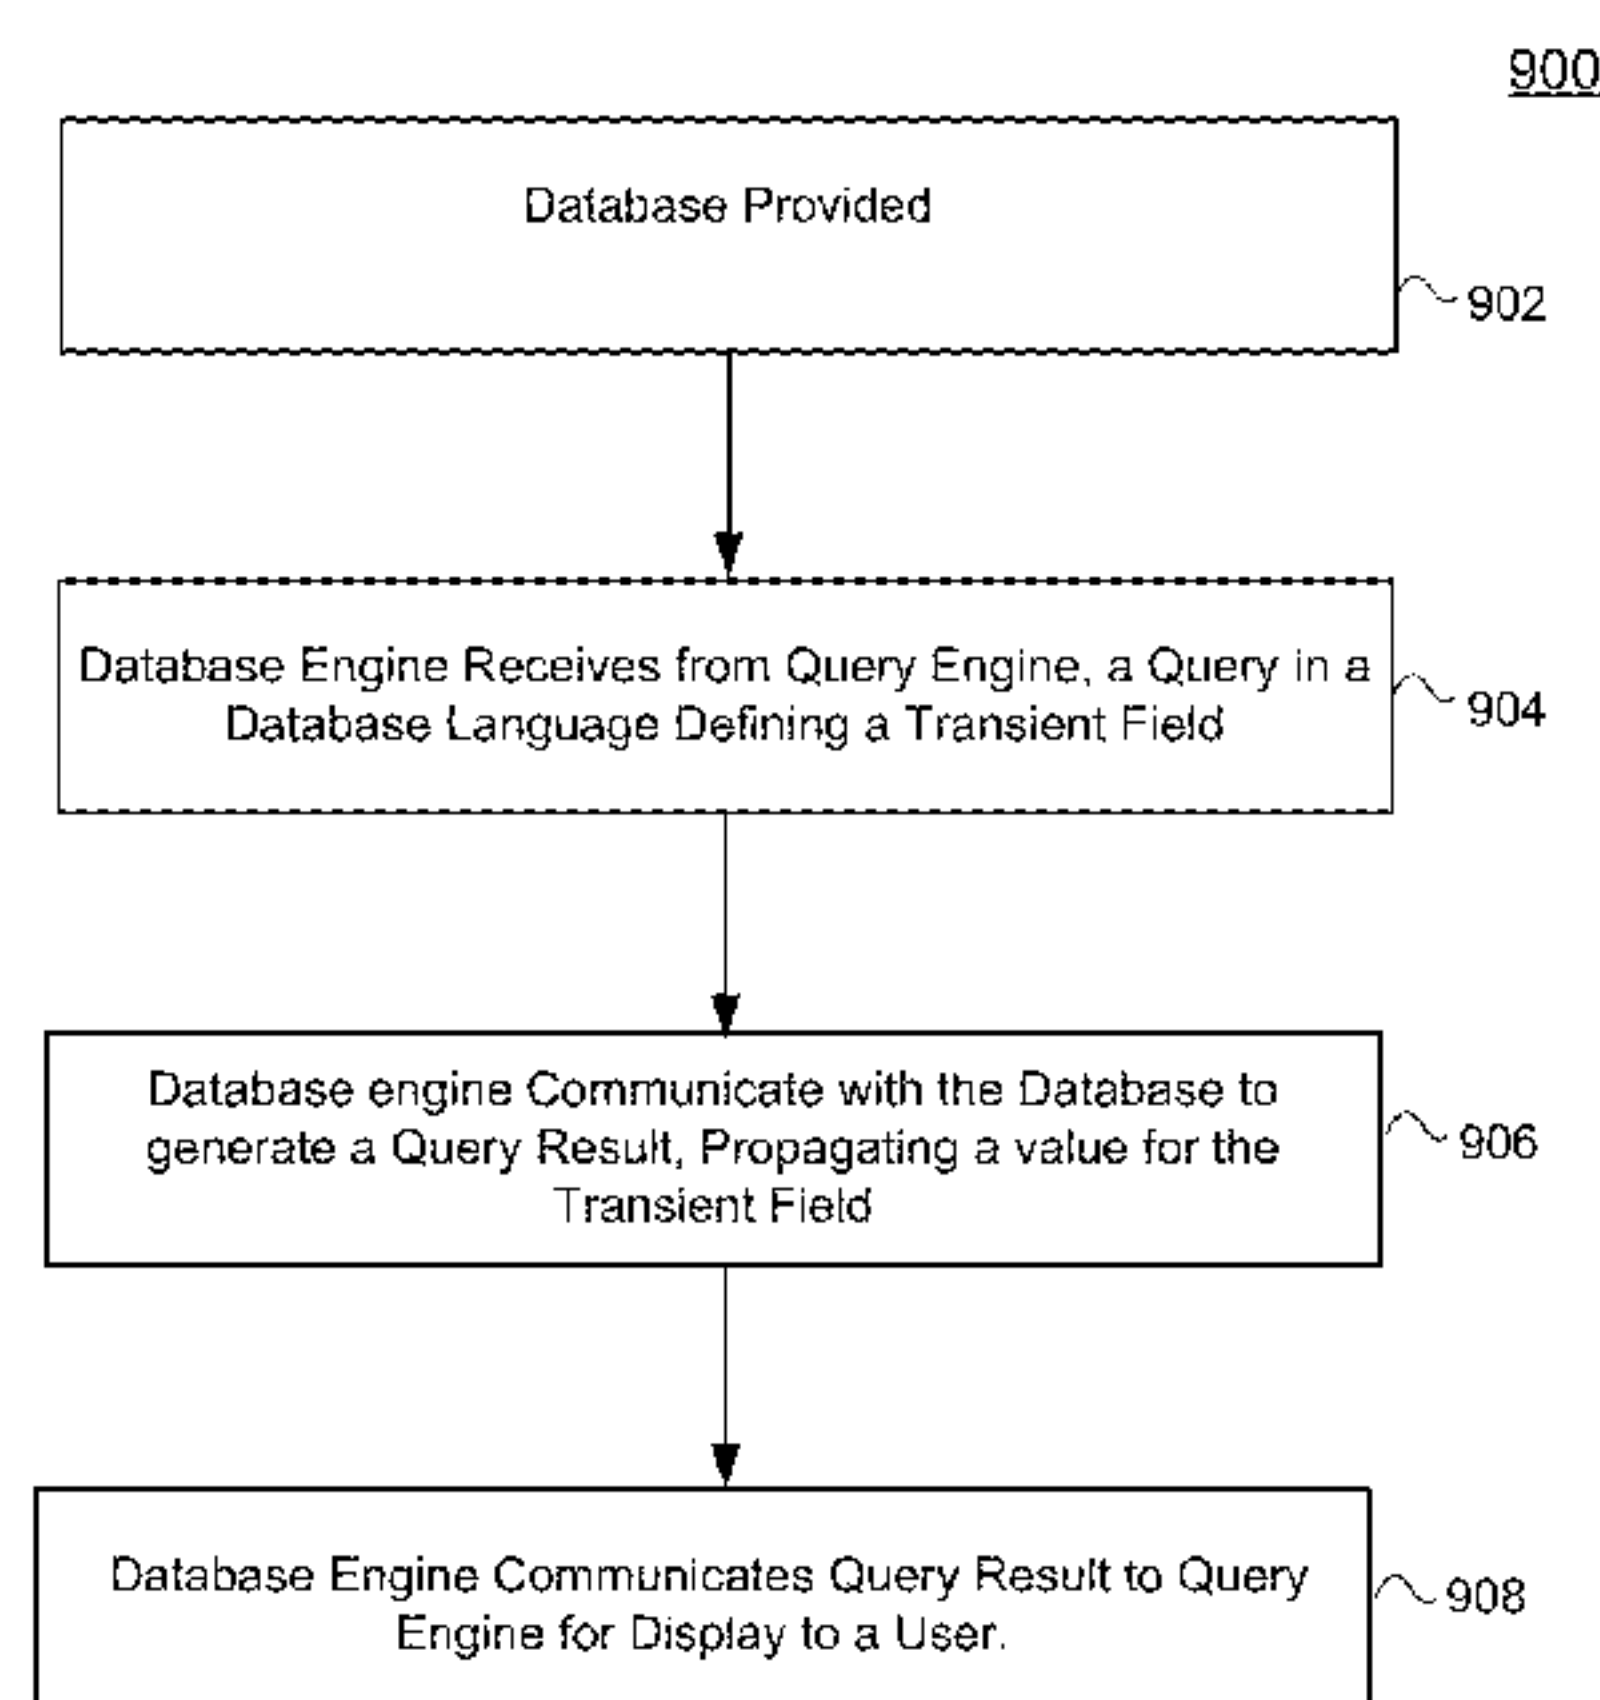 900
Database Provided
902
Database Engine Receives from Query Engine, a Query in a
Database Language Defining a Transient Field
904
Database engine Communicate with the Database to
generate a Query Result, Propagating a value for the
Transient Field
906
Database Engine Communicates Query Result to Query
Engine for Display to a User.
908